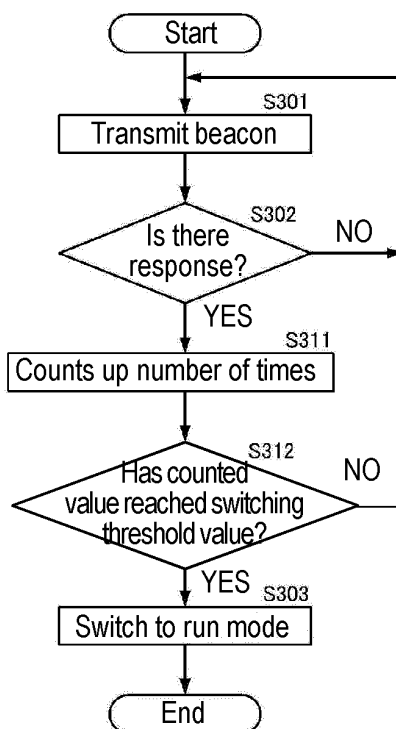 Start
S301
Transmit beacon
S302
Is there
response?
NO
YES
S311
Counts up number of times
S312
Has counted
value reached switching
threshold value?
NO
YES
S303
Switch to run mode
End